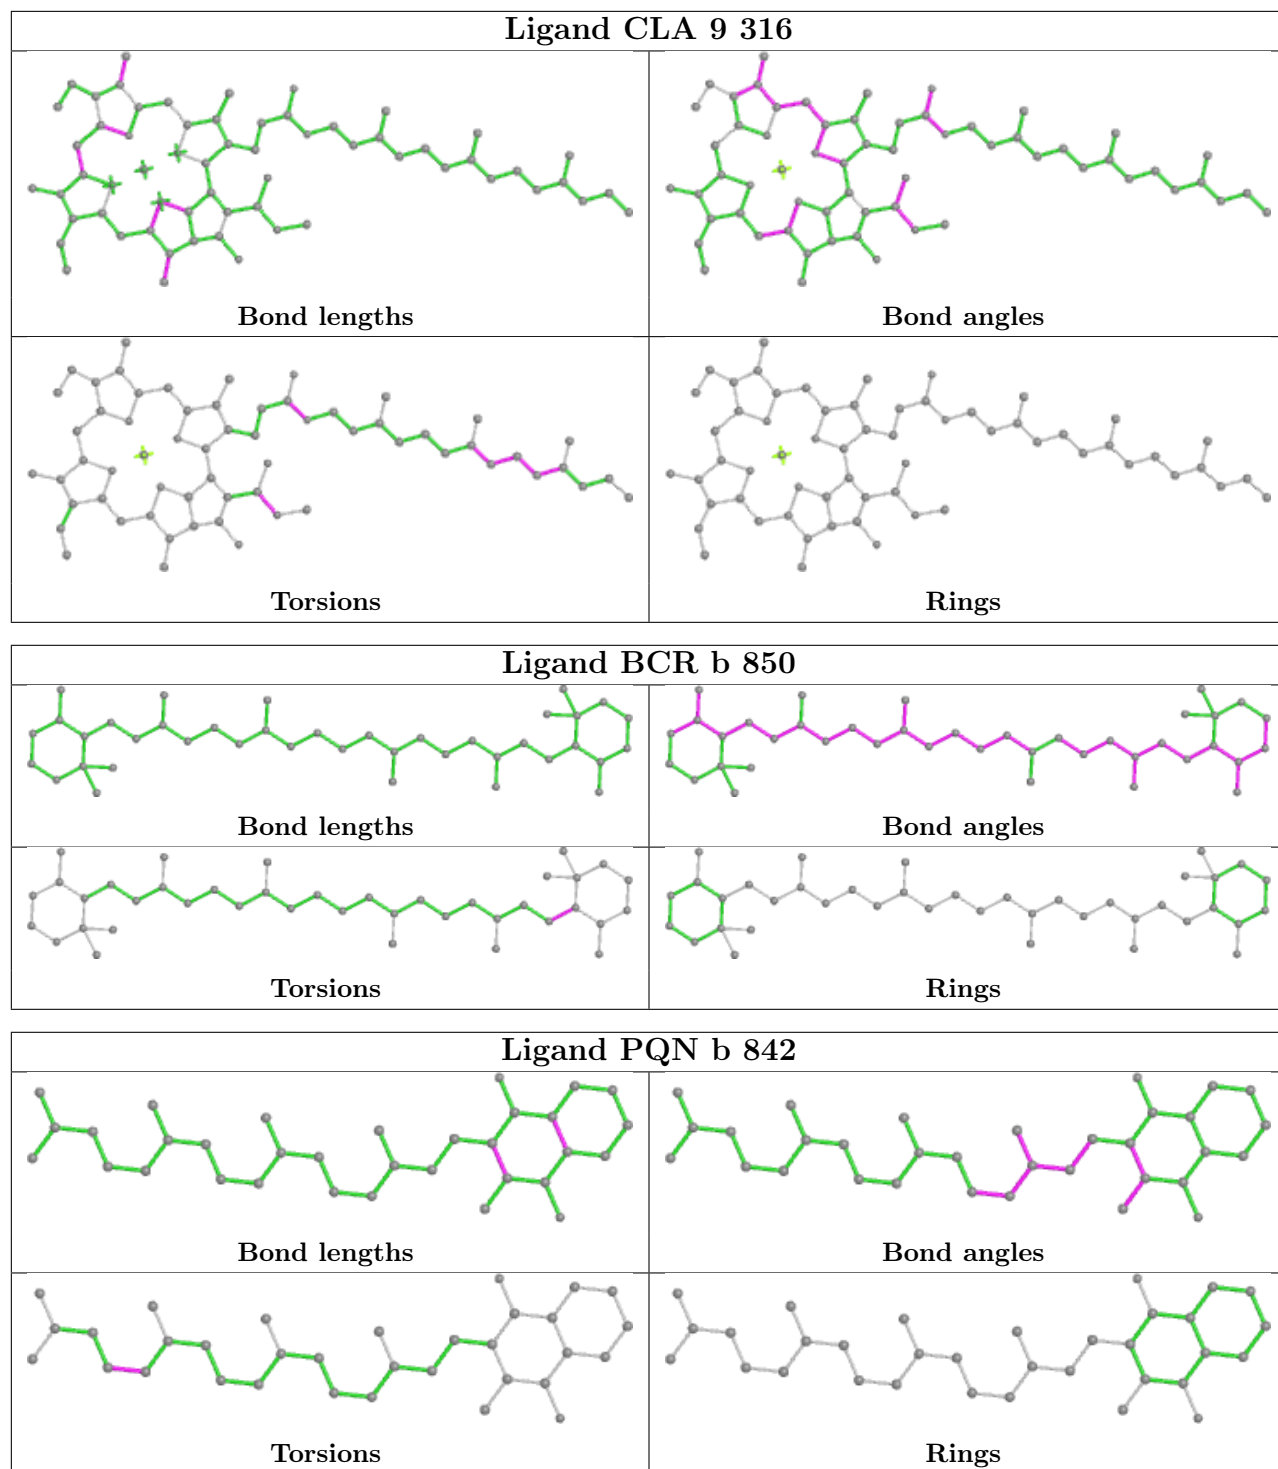 Ligand CLA 9 316
Bond lengths
Bond angles
Torsions
Rings
Ligand BCR b 850
Bond lengths
Bond angles
Torsions
Rings
Ligand PQN b 842
Bond lengths
Bond angles
Torsions
Rings